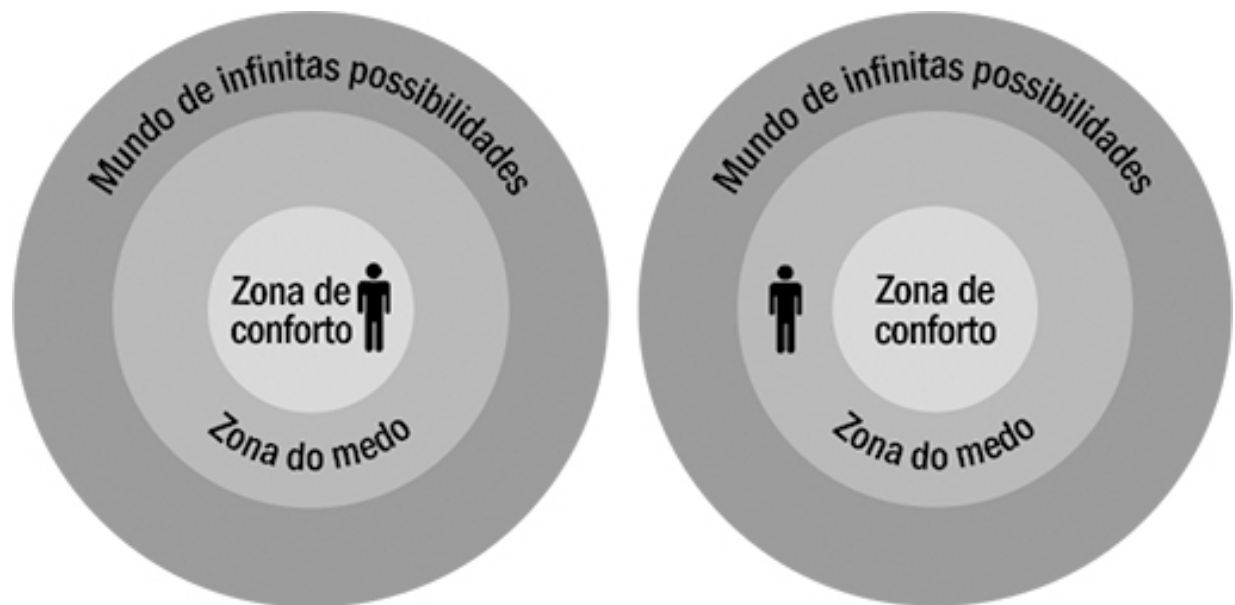 Mundo de infinitas possibilidades
Zona de
conforto
Zona do medo
Mundo de infinitas possibilidades
Zona de
conforto
Zona do medo